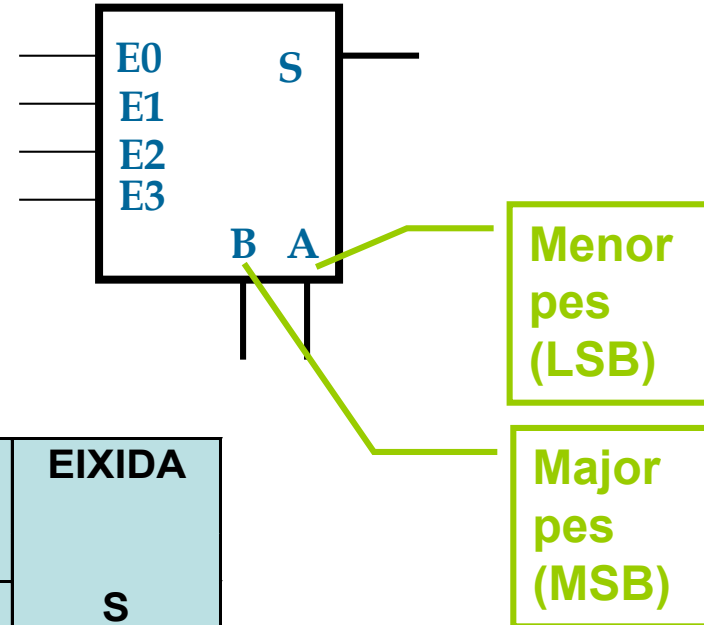 E0 S
E1
E2
E3
B A
Menor
pes
(LSB)
Major
pes
(MSB)
EIXIDA
S